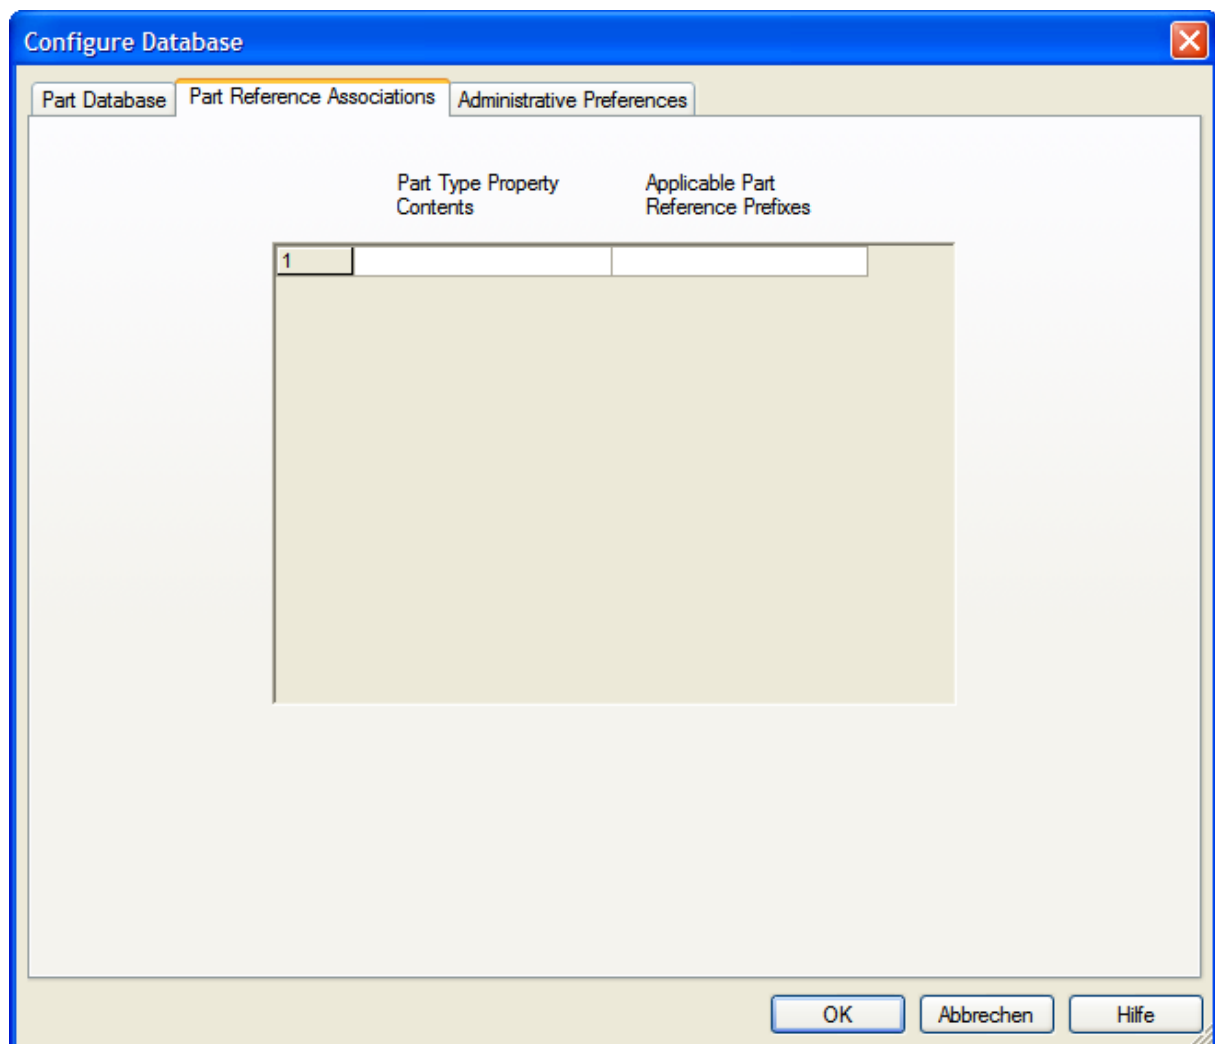 Configure Database
Part Database Part Reference Associations Administrative Preferences
Part Type Property Applicable Part
Contents Reference Prefixes
1
OK Abbrechen Hilfe